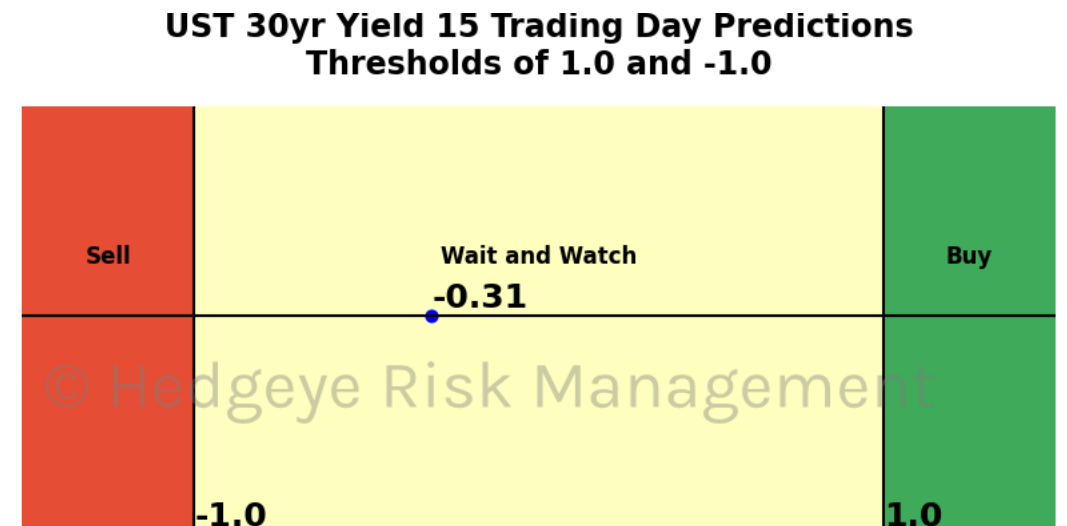 UST 30yr Yield 15 Trading Day Predictions
Thresholds of 1.0 and -1.0
Sell
Wait and Watch
Buy
-0.31
© Hedgeye Risk Management
-1.0
1.0